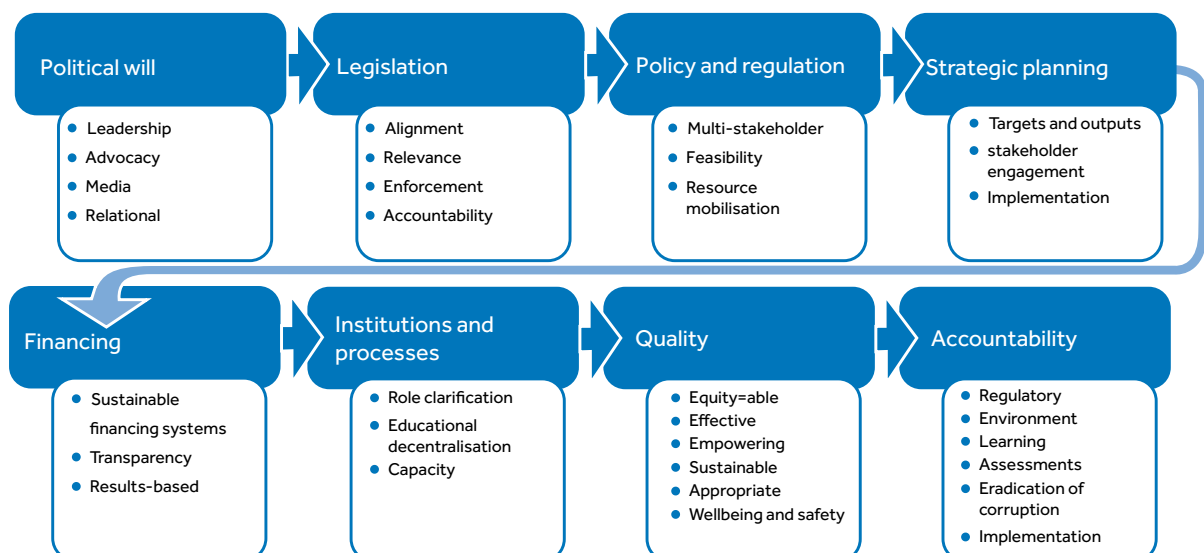 Political will
Leadership
Advocacy
Media
Relational
Legislation
Alignment
Relevance
Enforcement
Accountability
Policy and regulation
Multi-stakeholder
Feasibility
Resource
mobilisation
Strategic planning
Targets and outputs
stakeholder
engagement
Implementation
Financing
Sustainable
financing systems
Transparency
Results-based
Institutions and
processes
Role clarification
Educational
decentralisation
Capacity
Quality
Equity=able
Effective
Empowering
Sustainable
Appropriate
Wellbeing and safety
Accountability
Regulatory
Environment
Learning
Assessments
Eradication of
corruption
Implementation